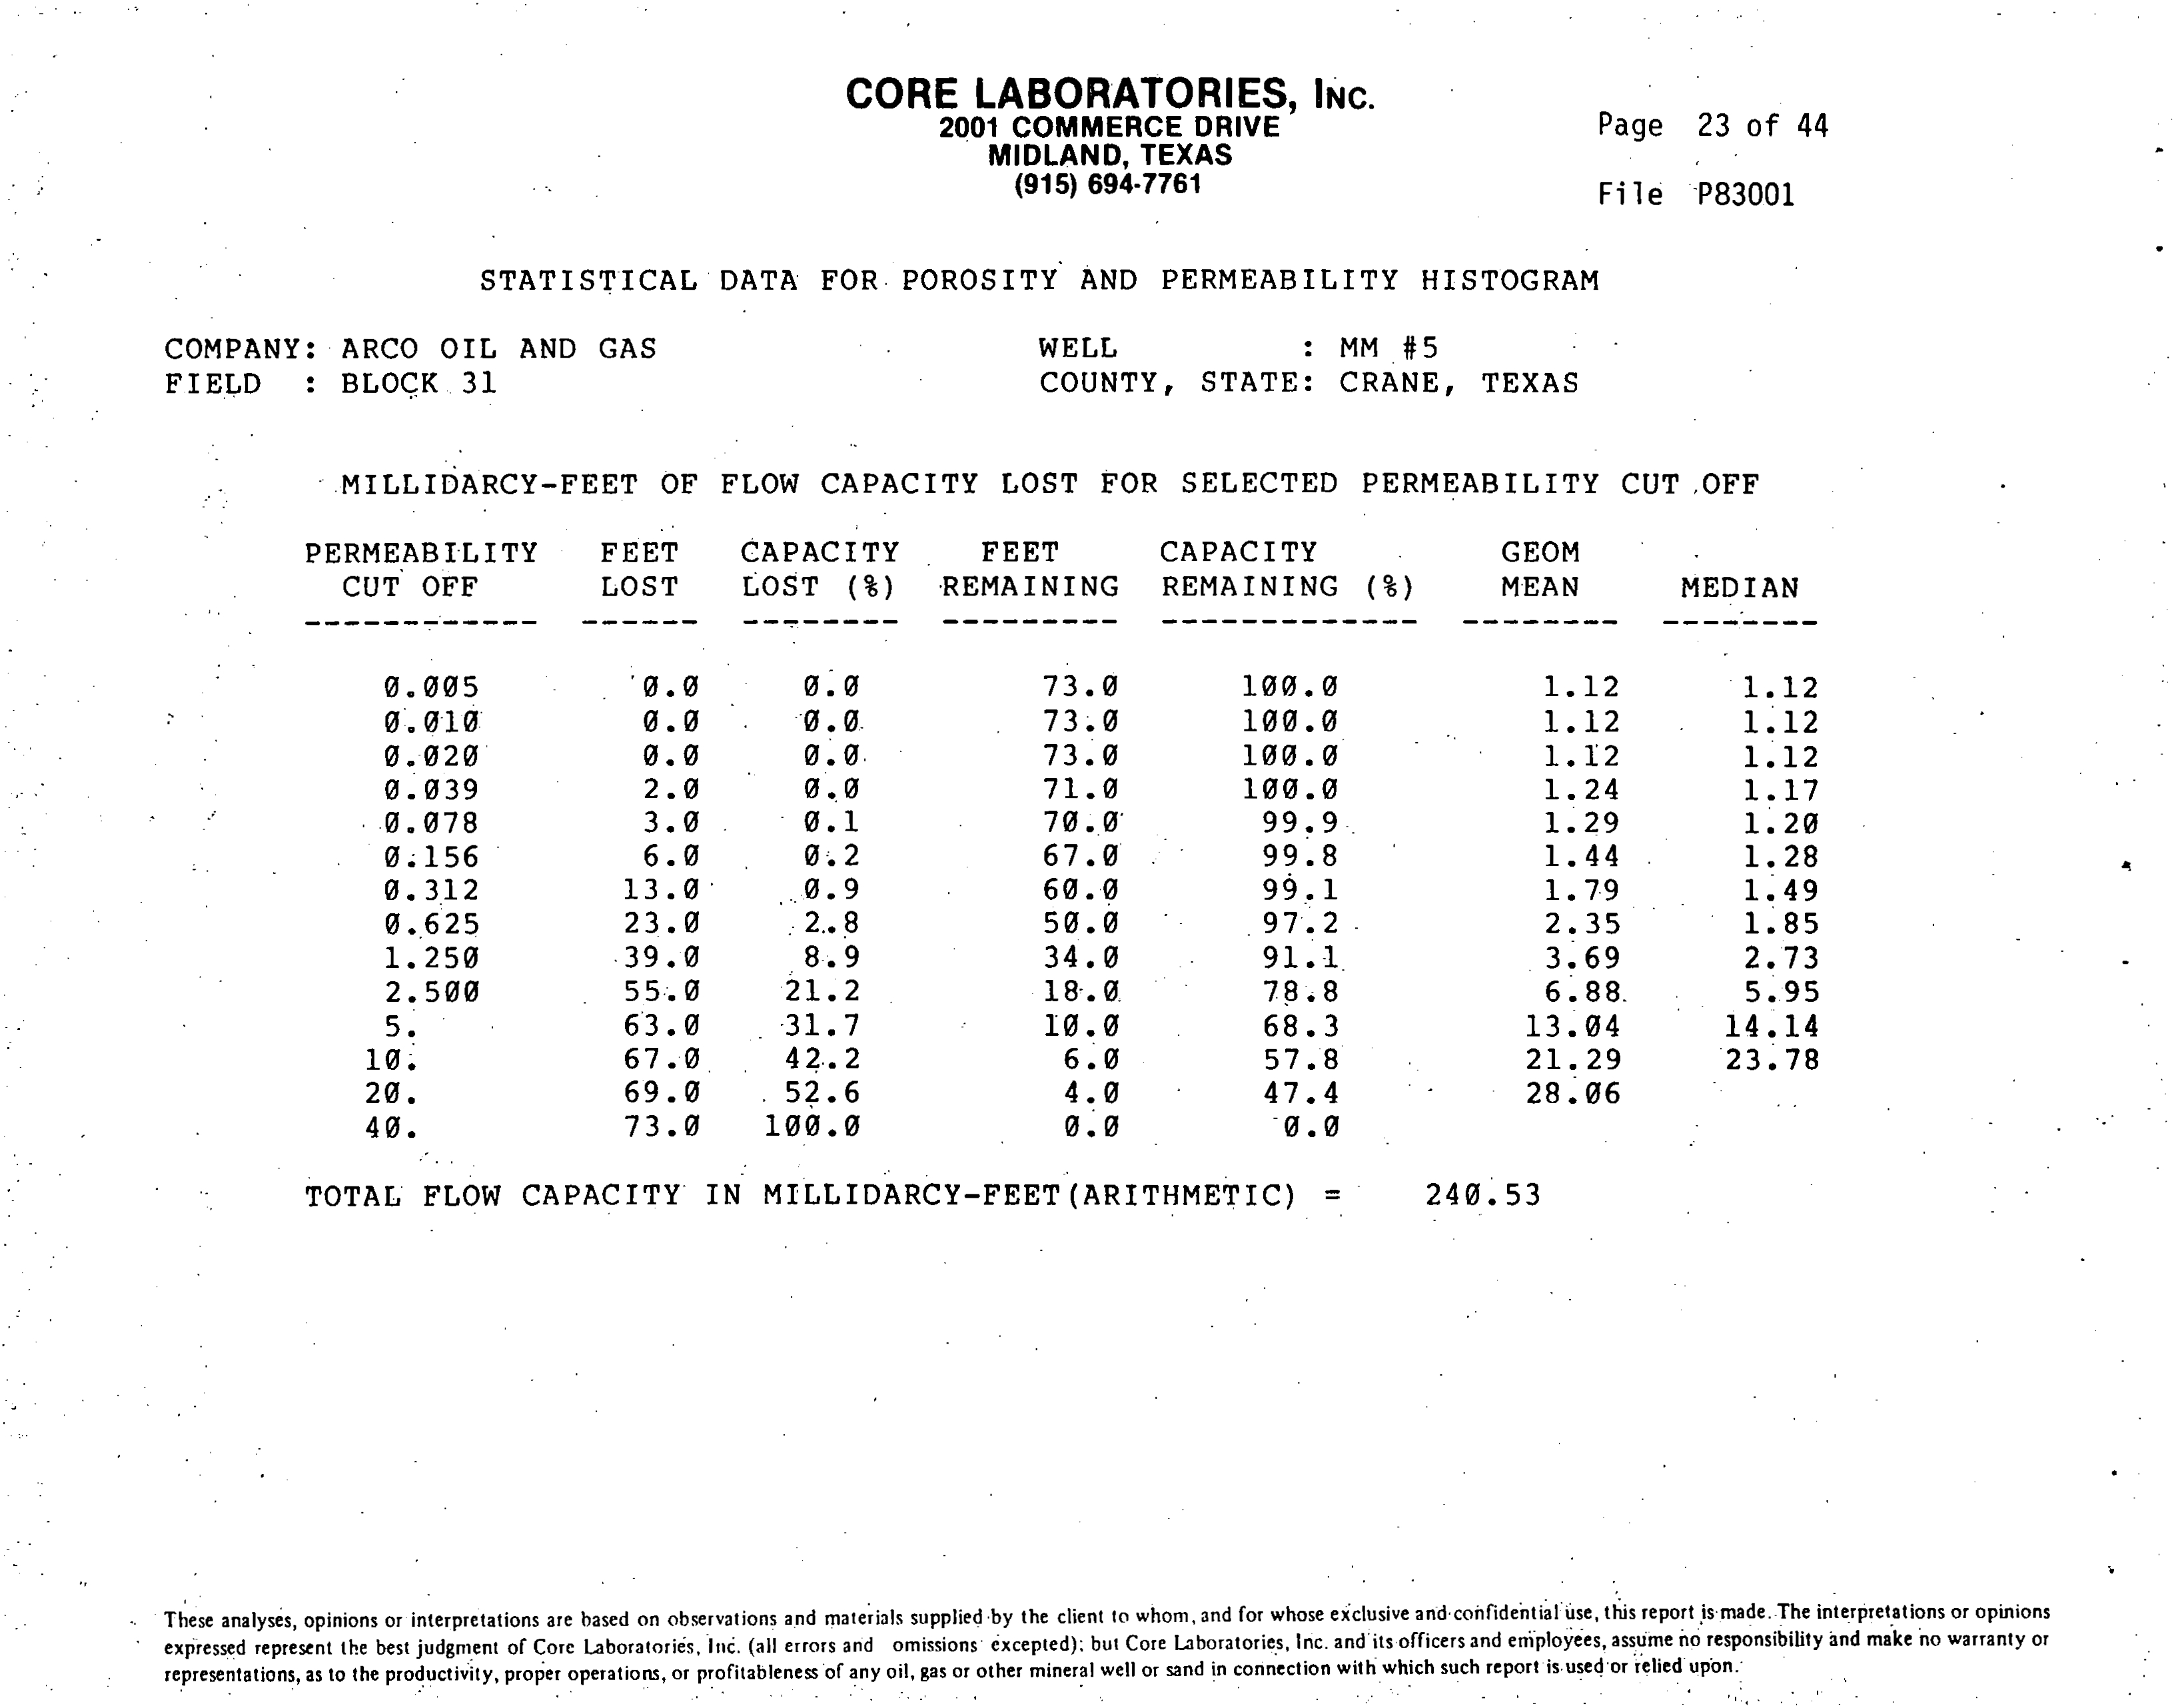 CORE LABORATORIES, INC.
2001 COMMERCE DRIVE
MIDLAND, TEXAS
(915) 694-7761
Page 23 of 44
File P83001
STATISTICAL DATA FOR POROSITY AND PERMEABILITY HISTOGRAM
COMPANY: ARCO OIL AND GAS WELL : MM #5
FIELD : BLOCK 31 COUNTY, STATE: CRANE, TEXAS
MILLIDARCY-FEET OF FLOW CAPACITY LOST FOR SELECTED PERMEABILITY CUT OFF
PERMEABILITY FEET CAPACITY FEET CAPACITY GEOM
CUT OFF LOST LOST (%) REMAINING REMAINING (%) MEAN MEDIAN
------------ ------ -------- --------- ------------- -------- --------
0.005 0.0 0.0 73.0 100.0 1.12 1.12
0.010 0.0 0.0 73.0 100.0 1.12 1.12
0.020 0.0 0.0 73.0 100.0 1.12 1.12
0.039 2.0 0.0 71.0 100.0 1.24 1.17
0.078 3.0 0.1 70.0 99.9 1.29 1.20
0.156 6.0 0.2 67.0 99.8 1.44 1.28
0.312 13.0 0.9 60.0 99.1 1.79 1.49
0.625 23.0 2.8 50.0 97.2 2.35 1.85
1.250 39.0 8.9 34.0 91.1 3.69 2.73
2.500 55.0 21.2 18.0 78.8 6.88 5.95
5. 63.0 31.7 10.0 68.3 13.04 14.14
10. 67.0 42.2 6.0 57.8 21.29 23.78
20. 69.0 52.6 4.0 47.4 28.06
40. 73.0 100.0 0.0 0.0
TOTAL FLOW CAPACITY IN MILLIDARCY-FEET(ARITHMETIC) = 240.53
These analyses, opinions or interpretations are based on observations and materials supplied by the client to whom, and for whose exclusive and confidential use, this report is made. The interpretations or opinions
expressed represent the best judgment of Core Laboratories, Inc. (all errors and omissions excepted); but Core Laboratories, Inc. and its officers and employees, assume no responsibility and make no warranty or
representations, as to the productivity, proper operations, or profitableness of any oil, gas or other mineral well or sand in connection with which such report is used or relied upon.